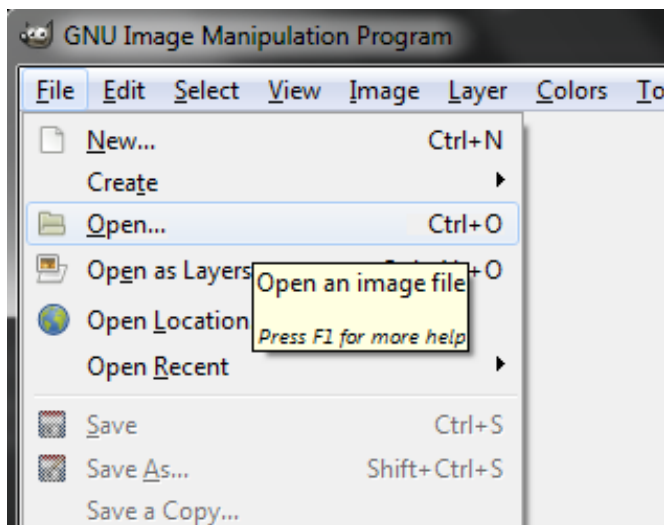 GNU Image Manipulation Program
File Edit Select View Image Layer Colors
New... Ctrl+N
Create
Open... Ctrl+O
Open as Layers
Open an image file
Open Location
Press F1 for more help
Open Recent
Save Ctrl+S
Save As... Shift+Ctrl+S
Save a Copy...